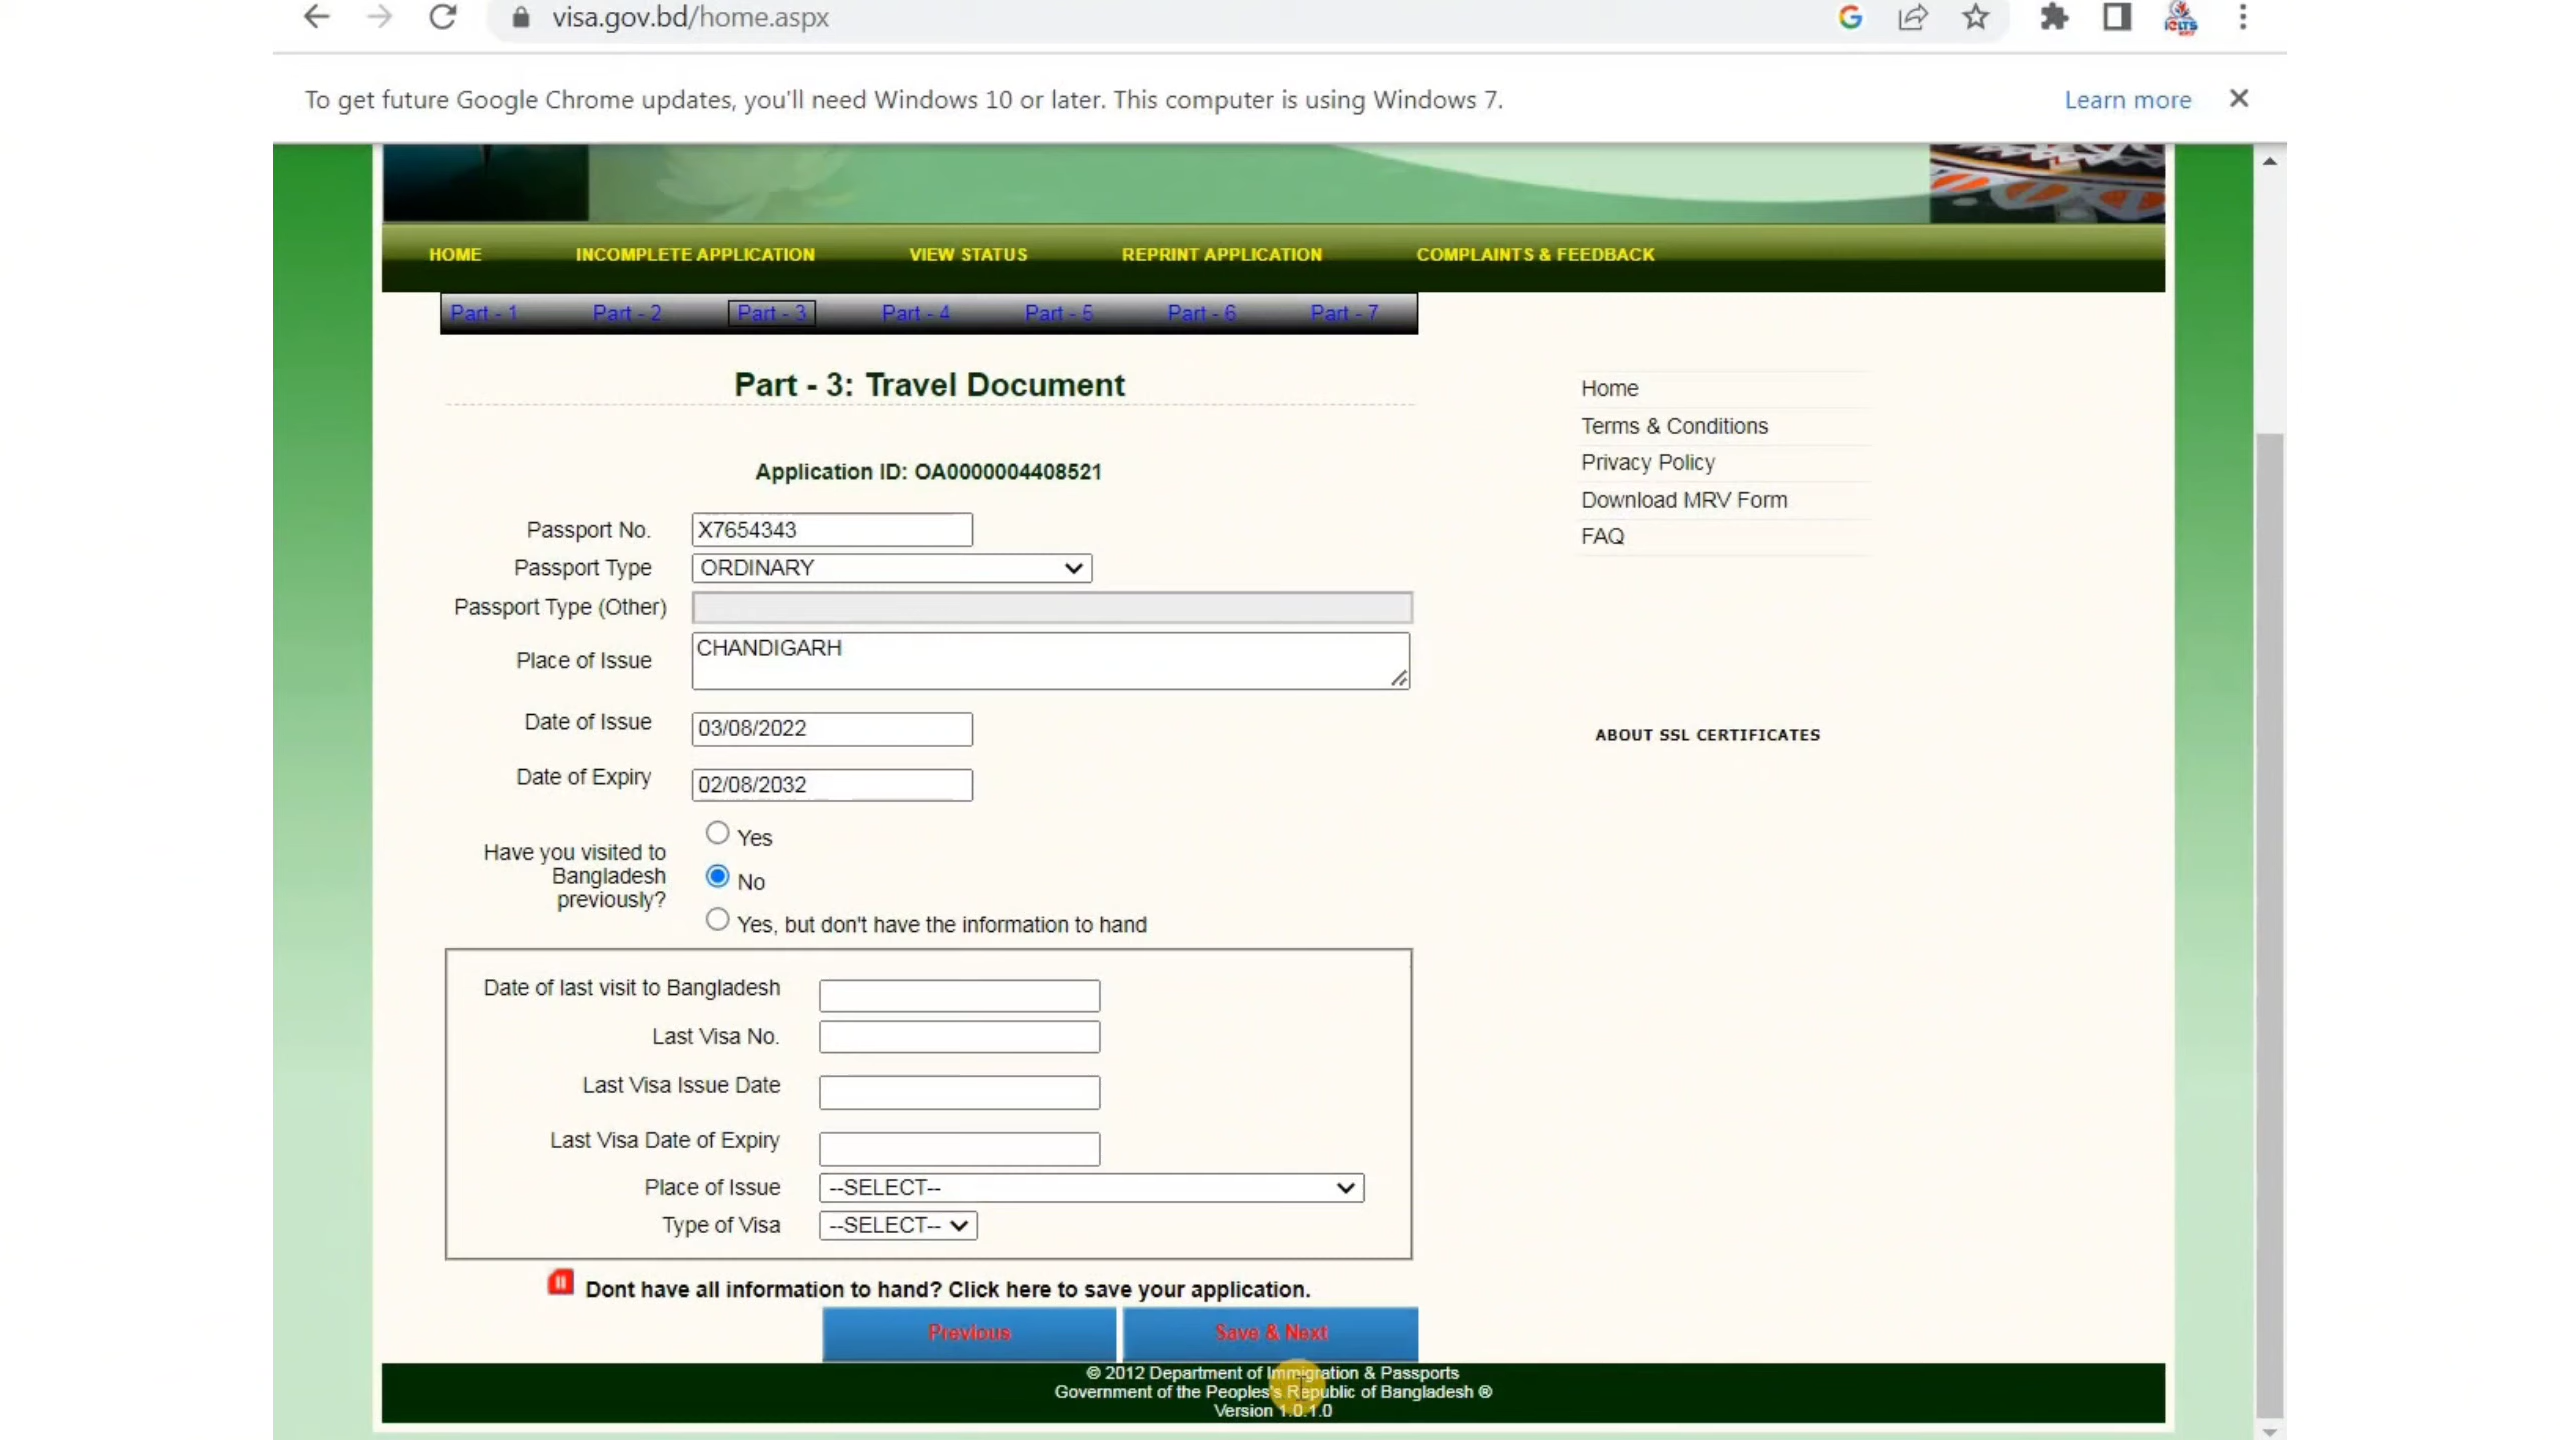 visa.gov.bd/home.aspx
To get future Google Chrome updates, you'll need Windows 10 or later. This computer is using Windows 7.
Learn more
HOME INCOMPLETE APPLICATION VIEW STATUS REPRINT APPLICATION COMPLAINTS & FEEDBACK
Part - 1 Part - 2 Part - 3 Part - 4 Part - 5 Part - 6 Part - 7
Part - 3: Travel Document
Application ID: OA0000004408521
Passport No. X7654343
Passport Type ORDINARY
Passport Type (Other)
Place of Issue CHANDIGARH
Date of Issue 03/08/2022
Date of Expiry 02/08/2032
Have you visited to
Bangladesh
previously?
Yes
No
Yes, but don't have the information to hand
Date of last visit to Bangladesh
Last Visa No.
Last Visa Issue Date
Last Visa Date of Expiry
Place of Issue --SELECT--
Type of Visa --SELECT--
Dont have all information to hand? Click here to save your application.
Previous Save & Next
Home
Terms & Conditions
Privacy Policy
Download MRV Form
FAQ
ABOUT SSL CERTIFICATES
© 2012 Department of Immigration & Passports
Government of the Peoples's Republic of Bangladesh ®
Version 1.0.1.0